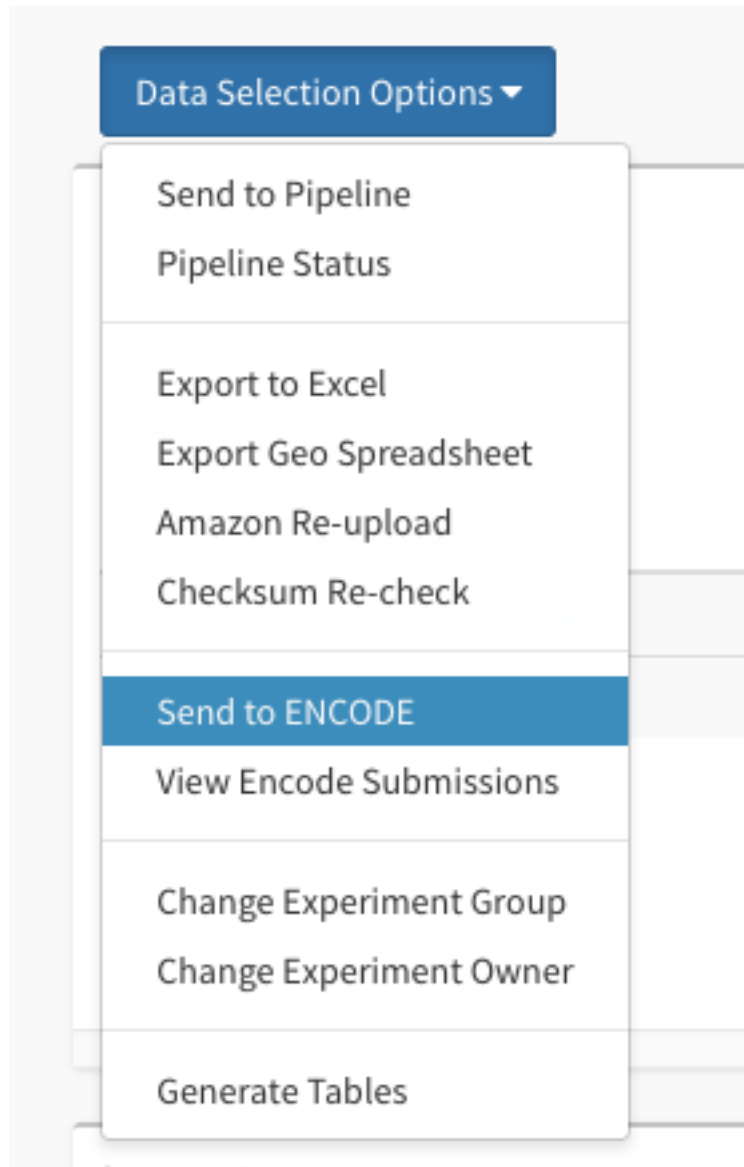 Data Selection Options
Send to Pipeline
Pipeline Status
Export to Excel
Export Geo Spreadsheet
Amazon Re-upload
Checksum Re-check
Send to ENCODE
View Encode Submissions
Change Experiment Group
Change Experiment Owner
Generate Tables